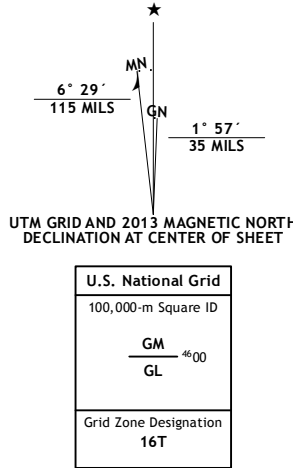 ★
MN
6° 29´
115 MILS
GN
1° 57´
35 MILS
UTM GRID AND 2013 MAGNETIC NORTH
DECLINATION AT CENTER OF SHEET
U.S. National Grid
100,000-m Square ID
GM
⁴⁶00
GL
Grid Zone Designation
16T